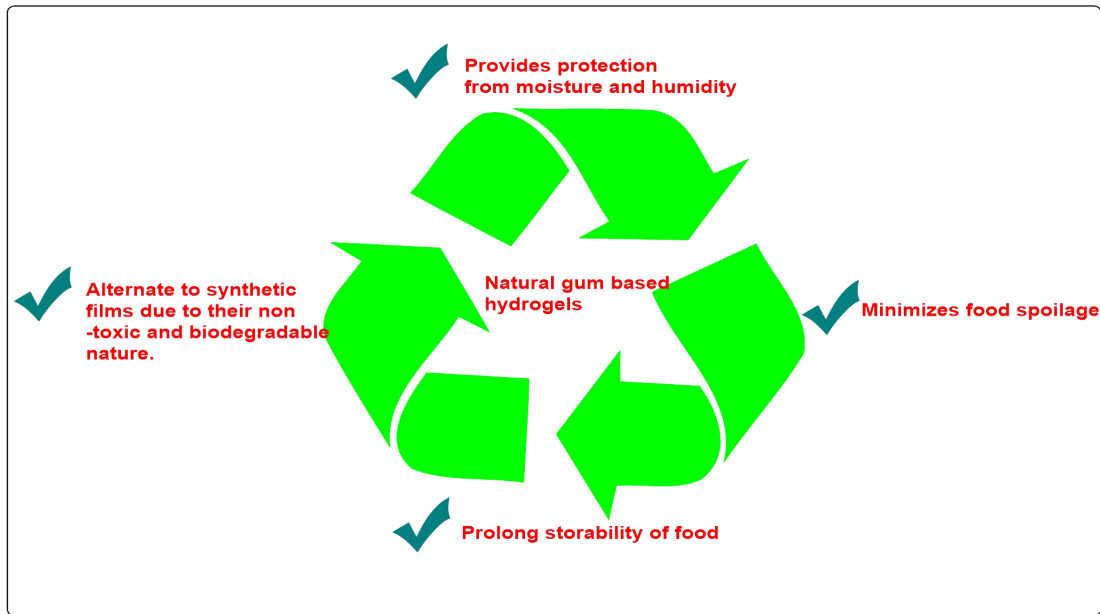 Provides protection
from moisture and humidity
Alternate to synthetic
films due to their non
-toxic and biodegradable
nature.
Natural gum based
hydrogels
Minimizes food spoilage
Prolong storability of food